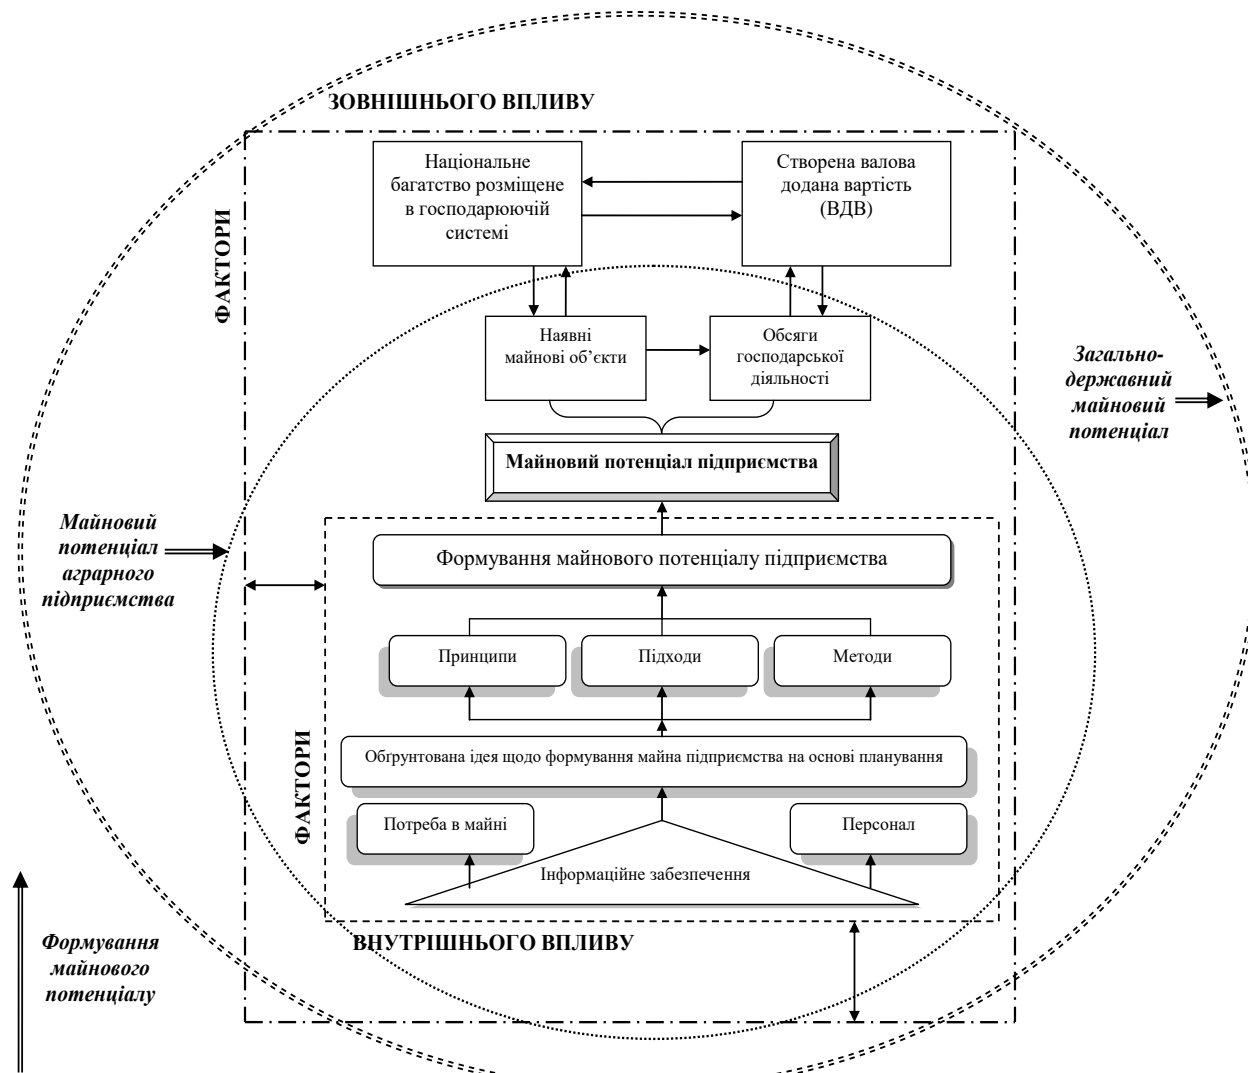 ЗОВНІШНЬОГО ВПЛИВУ
ФАКТОРИ
Національне
багатство розміщене
в господарюючій
системі
Створена валова
додана вартість
(ВДВ)
Наявні
майнові об’єкти
Обсяги
господарської
діяльності
Загально-
державний
майновий
потенціал
Майновий потенціал підприємства
Майновий
потенціал
аграрного
підприємства
Формування майнового потенціалу підприємства
Принципи
Підходи
Методи
ФАКТОРИ
Обґрунтована ідея щодо формування майна підприємства на основі планування
Потреба в майні
Персонал
Інформаційне забезпечення
ВНУТРІШНЬОГО ВПЛИВУ
Формування
майнового
потенціалу